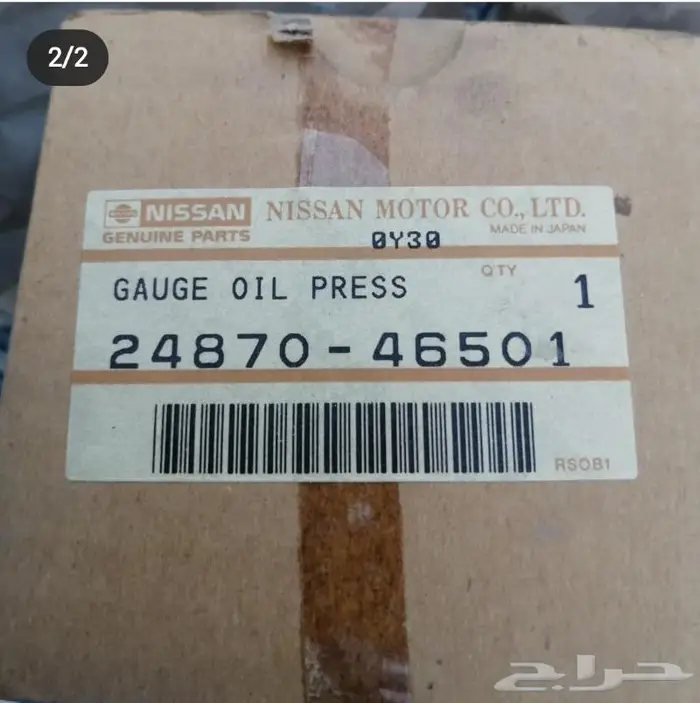 2/2
NISSAN NISSAN MOTOR CO., LTD.
GENUINE PARTS MADE IN JAPAN
0Y30
QTY
GAUGE OIL PRESS 1
24870-46501
RSOB1
حراج